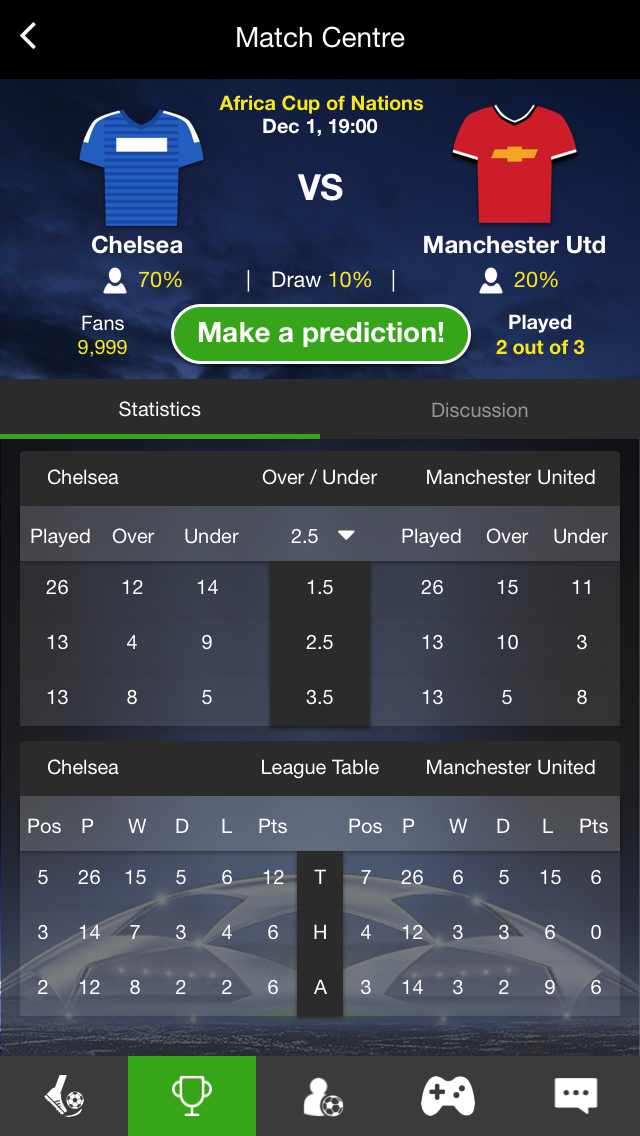 Match Centre
Africa Cup of Nations
Dec 1, 19:00
VS
Chelsea Manchester Utd
70% | Draw 10% | 20%
Fans Make a prediction! Played
9,999 2 out of 3
Statistics Discussion
Chelsea Over / Under Manchester United
Played Over Under 2.5 Played Over Under
26 12 14 1.5 26 15 11
13 4 9 2.5 13 10 3
13 8 5 3.5 13 5 8
Chelsea League Table Manchester United
Pos P W D L Pts Pos P W D L Pts
5 26 15 5 6 12 T 7 26 6 5 15 6
3 14 7 3 4 6 H 4 12 3 3 6 0
2 12 8 2 2 6 A 3 14 3 2 9 6